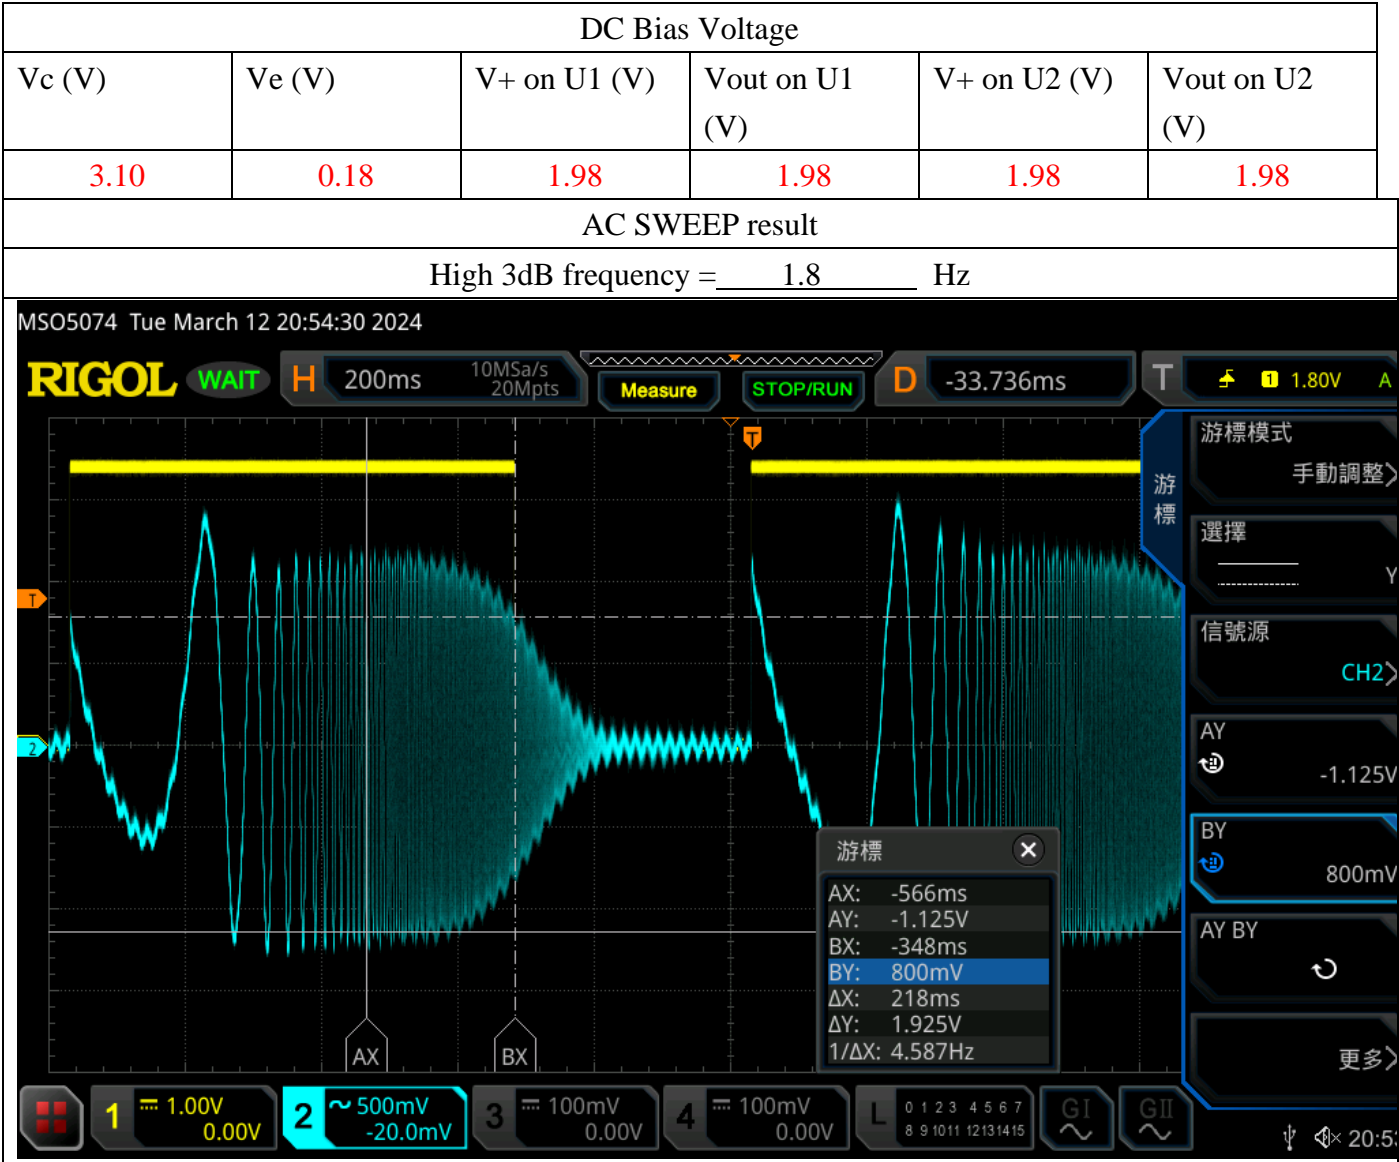 DC Bias Voltage
Vc (V) Ve (V) V+ on U1 (V) Vout on U1 (V) V+ on U2 (V) Vout on U2 (V)
3.10 0.18 1.98 1.98 1.98 1.98
AC SWEEP result
High 3dB frequency = 1.8 Hz
MSO5074 Tue March 12 20:54:30 2024
RIGOL WAIT H 200ms 10MSa/s 20Mpts Measure STOP/RUN D -33.736ms T 1 1.80V A
T
游標
游標模式
手動調整
選擇
Y
信號源
CH2
AY
-1.125V
BY
800mV
AY BY
更多
T
2
游標
AX: -566ms
AY: -1.125V
BX: -348ms
BY: 800mV
ΔX: 218ms
ΔY: 1.925V
1/ΔX: 4.587Hz
AX BX
1 1.00V 0.00V
2 500mV -20.0mV
3 100mV 0.00V
4 100mV 0.00V
L 0 1 2 3 4 5 6 7
8 9 10 11 12 13 14 15
GI GII
20:5